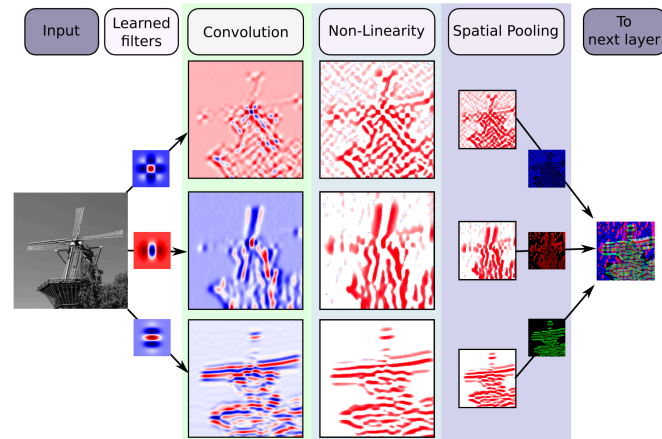 Input
Learned
filters
Convolution
Non-Linearity
Spatial Pooling
To
next layer